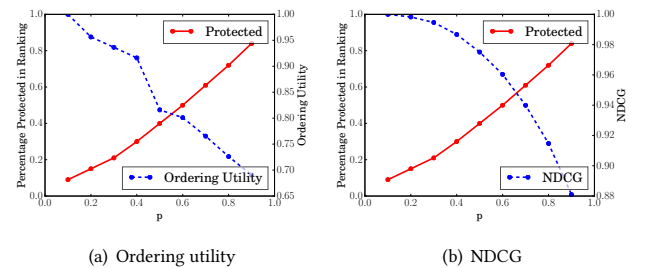 1.0
0.8
0.6
0.4
0.2
0.0
0.0 0.2 0.4 0.6 0.8 1.0
p
Percentage Protected in Ranking
Protected
Ordering Utility
1.00
0.95
0.90
0.85
0.80
0.75
0.70
0.65
Ordering Utility
(a) Ordering utility
1.0
0.8
0.6
0.4
0.2
0.0
0.0 0.2 0.4 0.6 0.8 1.0
p
Percentage Protected in Ranking
Protected
NDCG
1.00
0.98
0.96
0.94
0.92
0.90
0.88
NDCG
(b) NDCG